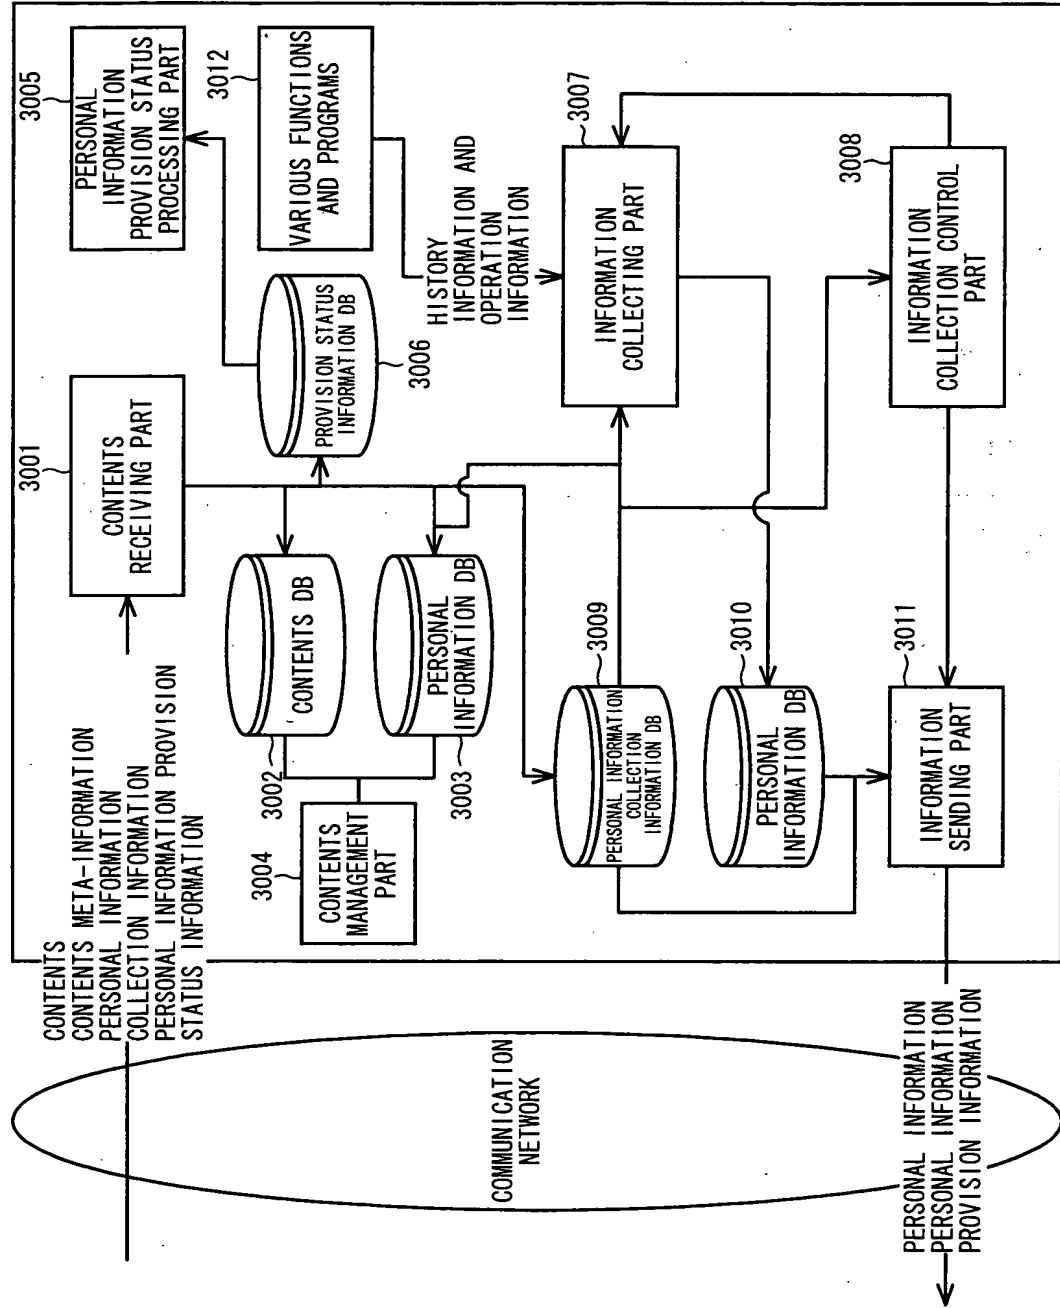 CONTENTS
CONTENTS META-INFORMATION
PERSONAL INFORMATION
COLLECTION INFORMATION
PERSONAL INFORMATION PROVISION
STATUS INFORMATION
3001
CONTENTS
RECEIVING PART
3005
PERSONAL
INFORMATION
PROVISION STATUS
PROCESSING PART
3002
CONTENTS DB
3006
PROVISION STATUS
INFORMATION DB
3012
VARIOUS FUNCTIONS
AND PROGRAMS
3004
CONTENTS
MANAGEMENT
PART
3003
PERSONAL
INFORMATION DB
HISTORY
INFORMATION AND
OPERATION
INFORMATION
COMMUNICATION
NETWORK
3009
PERSONAL INFORMATION
COLLECTION
INFORMATION DB
3007
INFORMATION
COLLECTING PART
3010
PERSONAL
INFORMATION DB
3008
INFORMATION
COLLECTION CONTROL
PART
3011
INFORMATION
SENDING PART
PERSONAL INFORMATION
PERSONAL INFORMATION
PROVISION INFORMATION